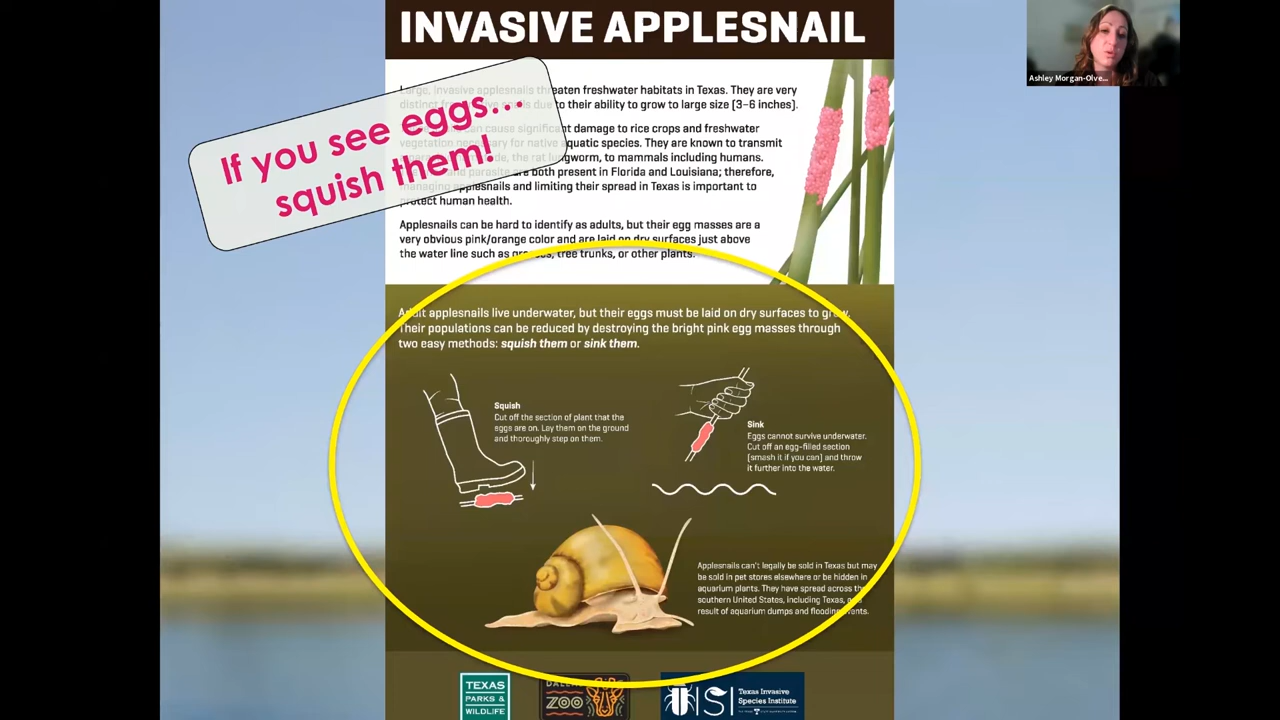 INVASIVE APPLESNAIL
Ashley Morgan-Olve...
If you see eggs...
squish them!
Large, invasive applesnails threaten freshwater habitats in Texas. They are very
due to their ability to grow to large size [3–6 inches].
can cause significant damage to rice crops and freshwater
vegetation necessary for native aquatic species. They are known to transmit
the rat lungworm, to mammals including humans.
and parasite are both present in Florida and Louisiana; therefore,
managing applesnails and limiting their spread in Texas is important to
protect human health.
Applesnails can be hard to identify as adults, but their egg masses are a
very obvious pink/orange color and are laid on dry surfaces just above
the water line such as grasses, tree trunks, or other plants.
Adult applesnails live underwater, but their eggs must be laid on dry surfaces to grow.
Their populations can be reduced by destroying the bright pink egg masses through
two easy methods: squish them or sink them.
Squish
Cut off the section of plant that the
eggs are on. Lay them on the ground
and thoroughly step on them.
Sink
Eggs cannot survive underwater.
Cut off an egg-filled section
[smash it if you can] and throw
it further into the water.
Applesnails can't legally be sold in Texas but may
be sold in pet stores elsewhere or be hidden in
aquarium plants. They have spread across the
southern United States, including Texas, as a
result of aquarium dumps and flooding events.
TEXAS
PARKS &
WILDLIFE
DALLAS
ZOO
SI
Texas Invasive
Species Institute